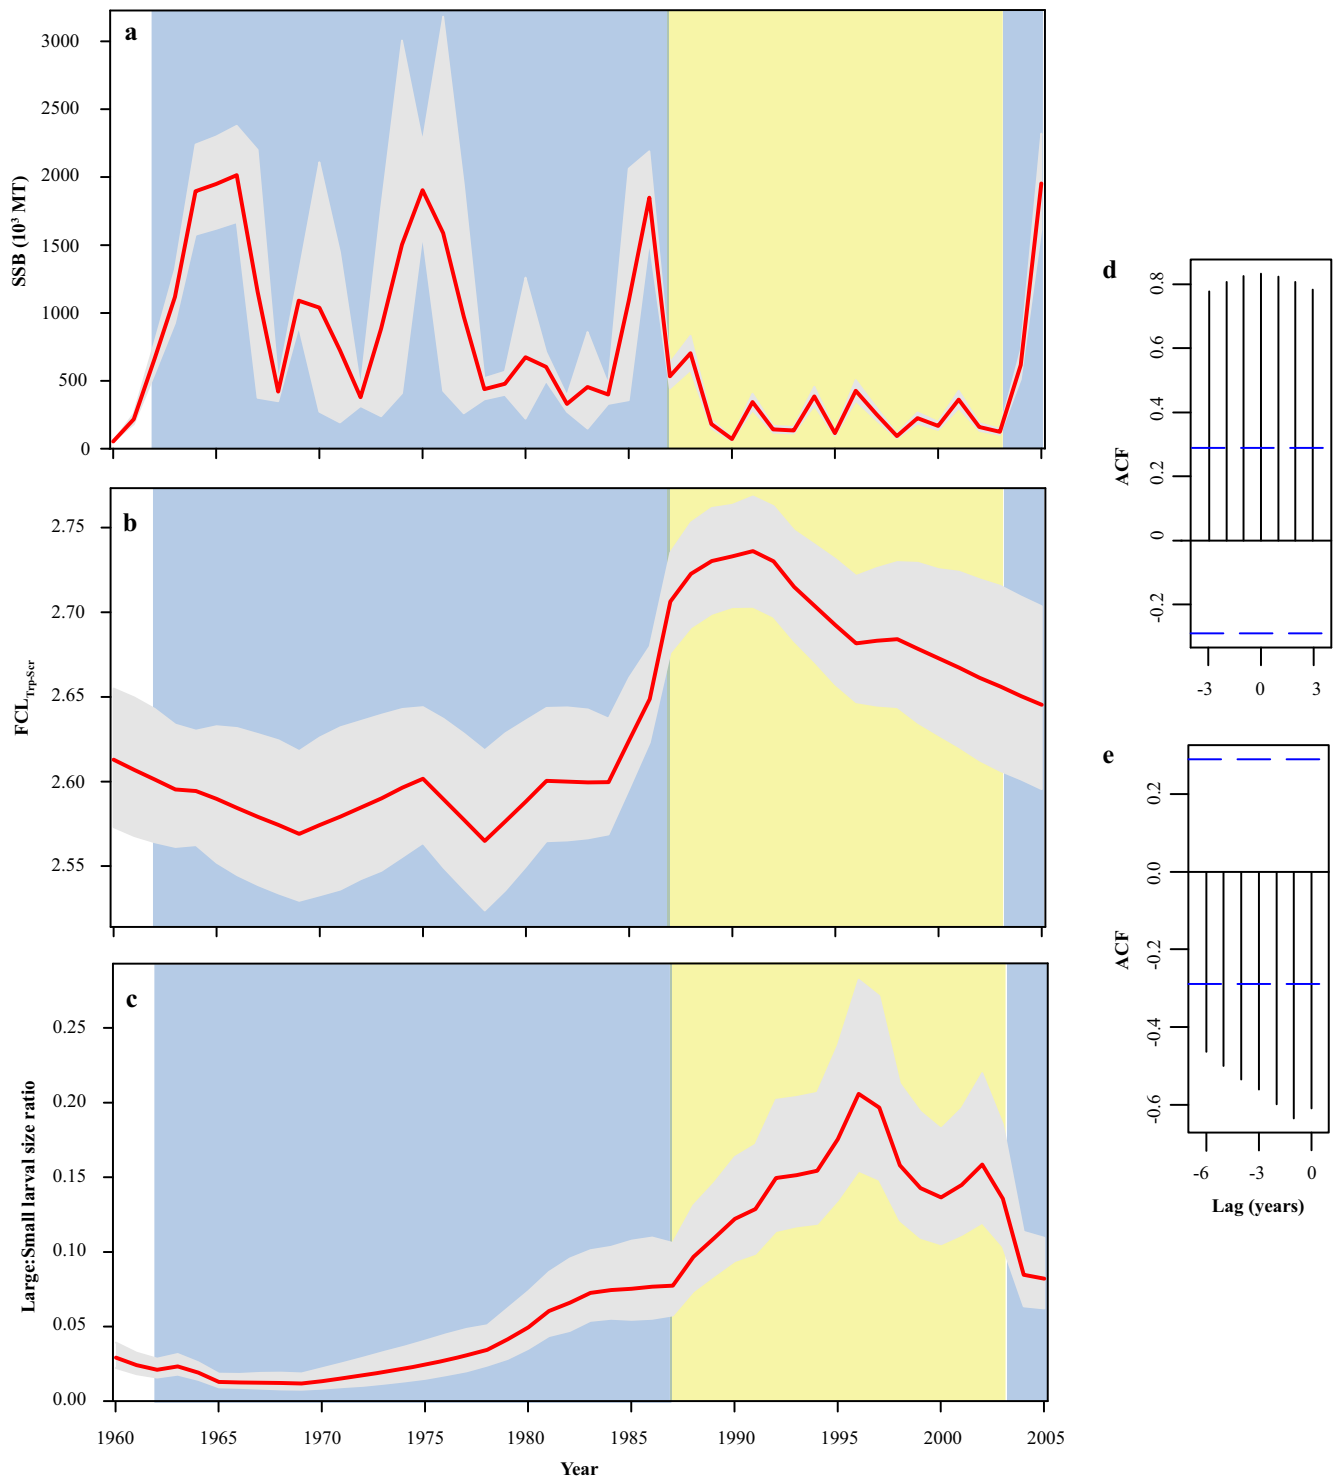 a
3000
2500
2000
1500
1000
500
0
SSB (10³ MT)
b
2.75
2.70
2.65
2.60
2.55
FCL_Trp-Ser
c
0.25
0.20
0.15
0.10
0.05
0.00
Large:Small larval size ratio
1960 1965 1970 1975 1980 1985 1990 1995 2000 2005
Year
d
0.8
0.6
0.4
0.2
0
-0.2
ACF
-3 0 3
e
0.2
0.0
-0.2
-0.4
-0.6
ACF
-6 -3 0
Lag (years)